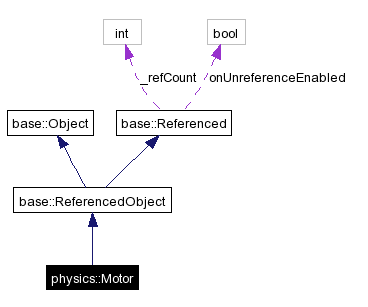 int bool
_refCount onUnreferenceEnabled
base::Object base::Referenced
base::ReferencedObject
physics::Motor